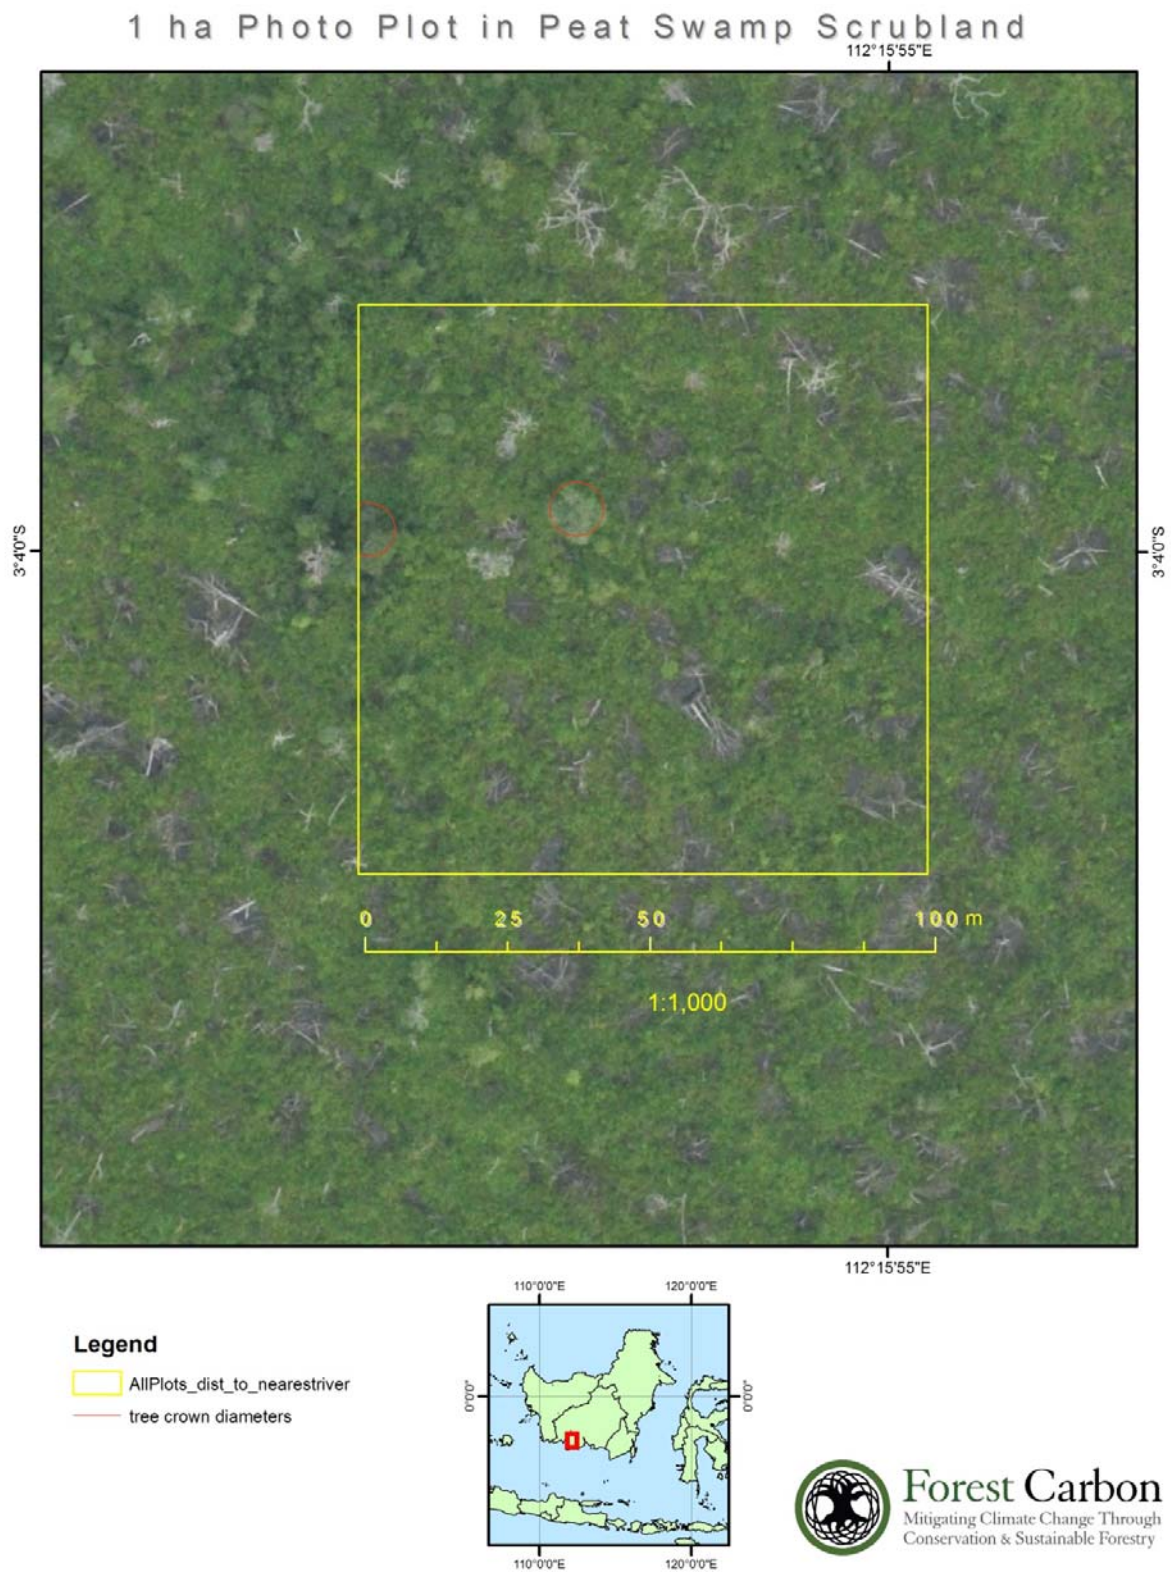 1 ha Photo Plot in Peat Swamp Scrubland
112°15'55"E
3°4'0"S
3°4'0"S
0 25 50 100 m
1:1,000
112°15'55"E
Legend
AllPlots_dist_to_nearestriver
tree crown diameters
110°0'0"E 120°0'0"E
0°0'0" 0°0'0"
110°0'0"E 120°0'0"E
Forest Carbon
Mitigating Climate Change Through
Conservation & Sustainable Forestry